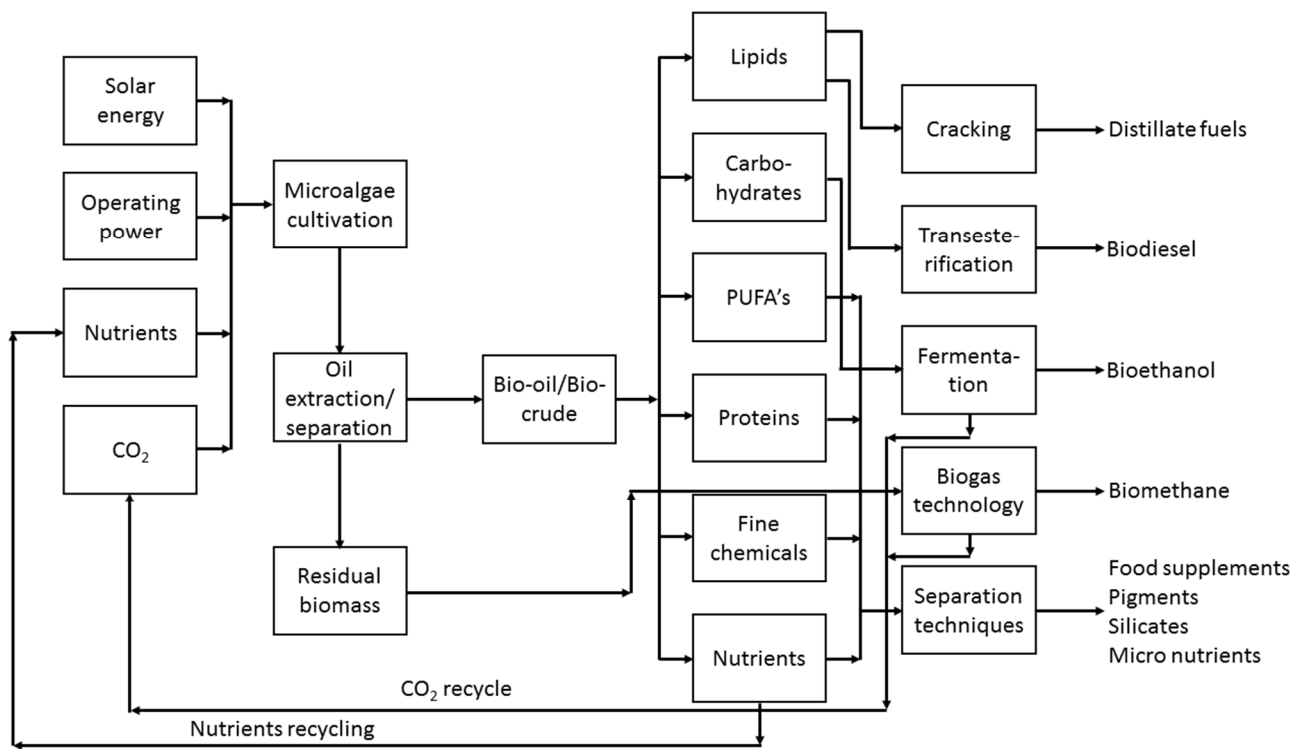 Solar
energy
Operating
power
Nutrients
CO₂
Microalgae
cultivation
Oil
extraction/
separation
Residual
biomass
Bio-oil/Bio-
crude
Lipids
Carbo-
hydrates
PUFA's
Proteins
Fine
chemicals
Nutrients
Cracking
Transeste-
rification
Fermenta-
tion
Biogas
technology
Separation
techniques
Distillate fuels
Biodiesel
Bioethanol
Biomethane
Food supplements
Pigments
Silicates
Micro nutrients
CO₂ recycle
Nutrients recycling